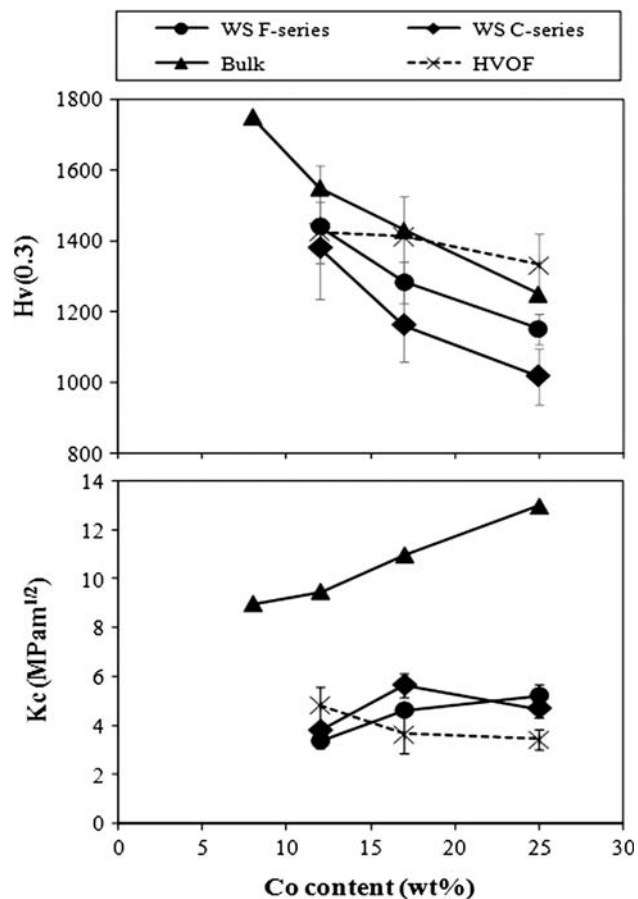 WS F-series WS C-series
Bulk HVOF
1800
1600
1400
1200
1000
800
Hv(0.3)
14
12
10
8
6
4
2
0
Kc(MPam1/2)
0 5 10 15 20 25 30
Co content (wt%)